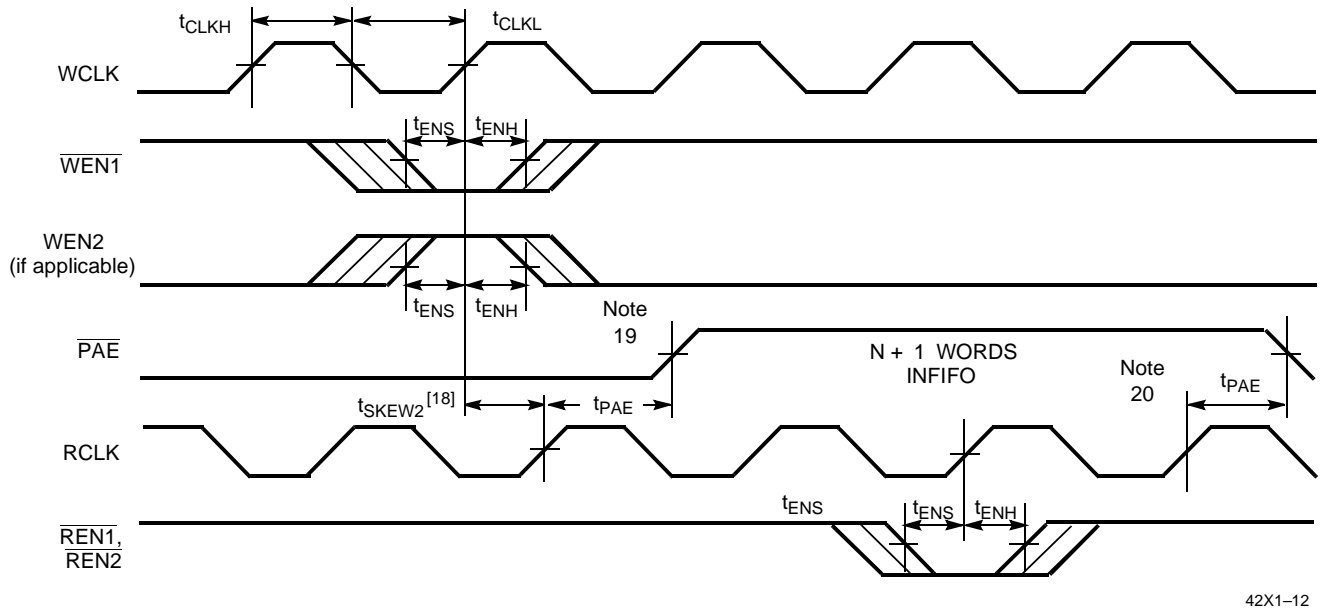 tCLKH
tCLKL
WCLK
tENS
tENH
WEN1
WEN2
(if applicable)
tENS
tENH
Note
19
PAE
N + 1 WORDS
INFIFO
Note
20
tPAE
tSKEW2 [18]
tPAE
RCLK
tENS
tENS
tENH
REN1,
REN2
42X1–12